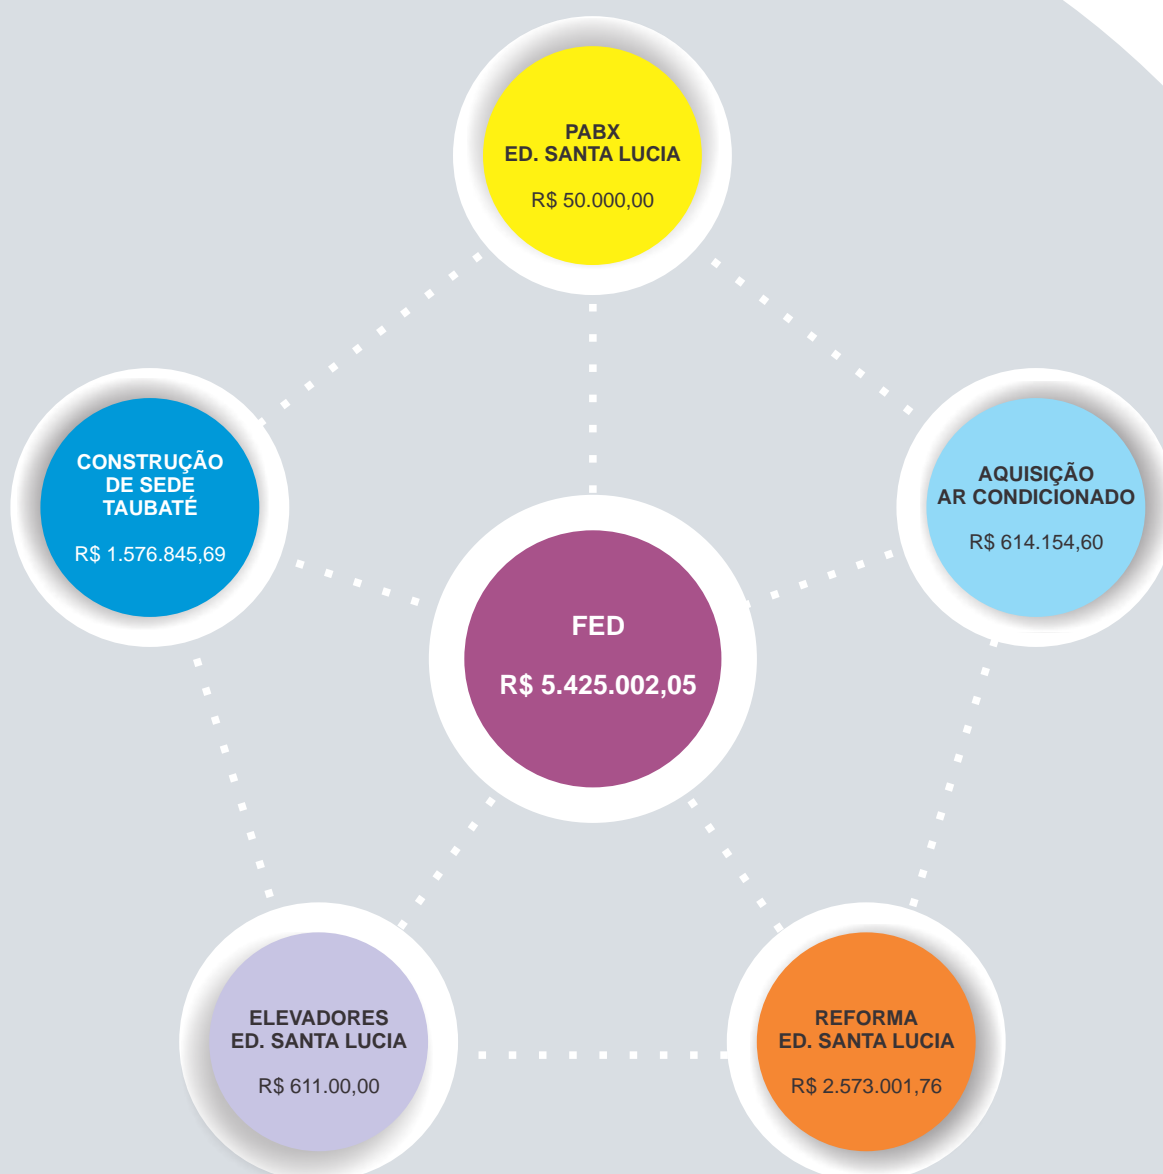 PABX
ED. SANTA LUCIA
R$ 50.000,00
CONSTRUÇÃO
DE SEDE
TAUBATÉ
R$ 1.576.845,69
AQUISIÇÃO
AR CONDICIONADO
R$ 614.154,60
FED
R$ 5.425.002,05
ELEVADORES
ED. SANTA LUCIA
R$ 611.00,00
REFORMA
ED. SANTA LUCIA
R$ 2.573.001,76